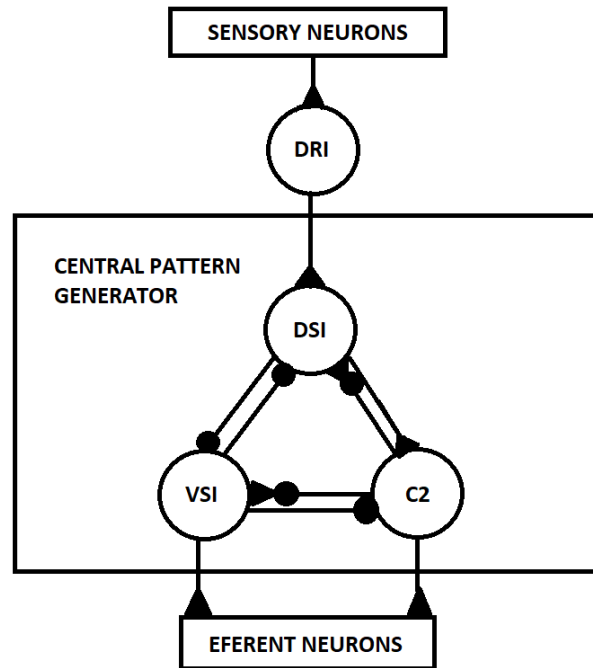 SENSORY NEURONS
DRI
CENTRAL PATTERN
GENERATOR
DSI
VSI
C2
EFERENT NEURONS